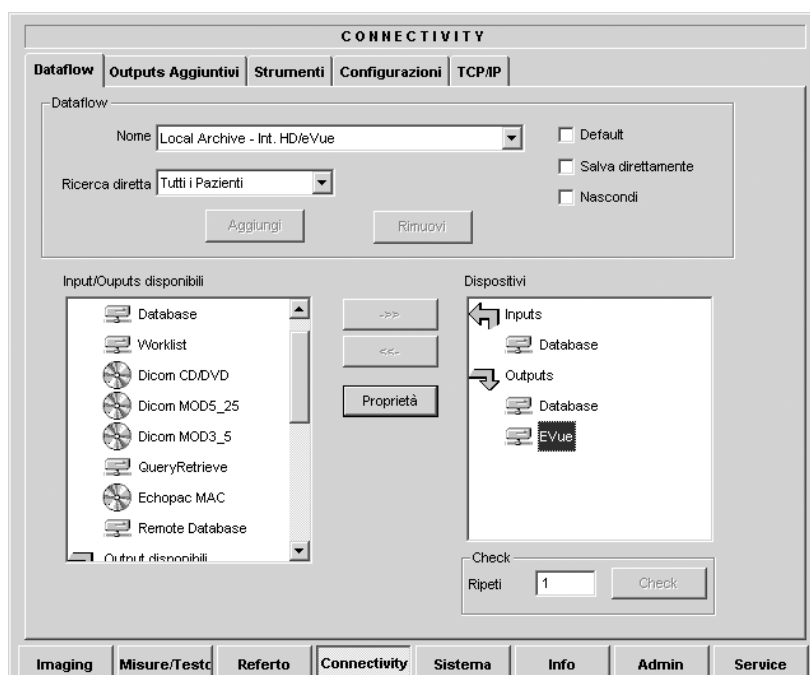 CONNECTIVITY
Dataflow Outputs Aggiuntivi Strumenti Configurazioni TCP/IP
Dataflow
Nome Local Archive - Int. HD/eVue
Default
Ricerca diretta Tutti i Pazienti
Salva direttamente
Nascondi
Aggiungi Rimuovi
Input/Ouputs disponibili
Database
Worklist
Dicom CD/DVD
Dicom MOD5_25
Dicom MOD3_5
QueryRetrieve
Echopac MAC
Remote Database
Output disponibili
->>
<<-
Proprietà
Dispositivi
Inputs
Database
Outputs
Database
EVue
Check
Ripeti 1 Check
Imaging Misure/Testo Referto Connectivity Sistema Info Admin Service